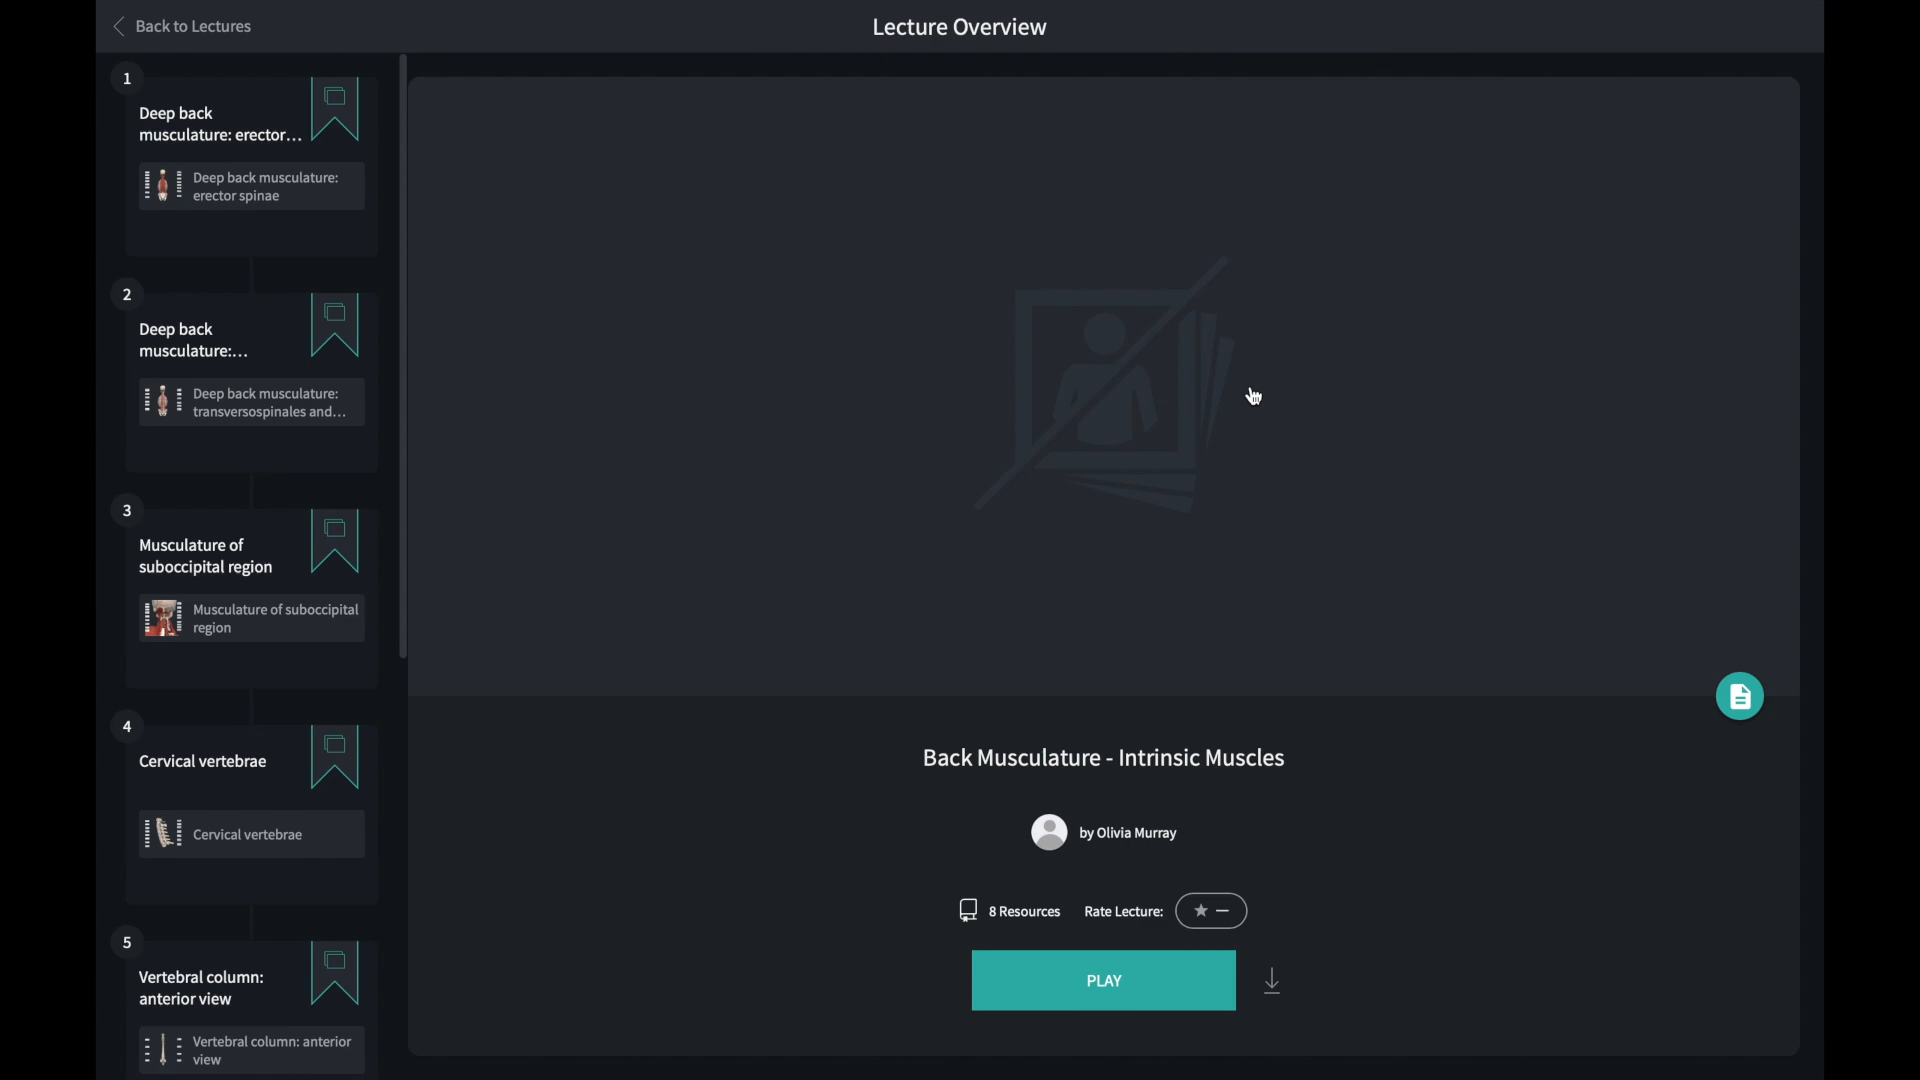 Back to Lectures
Lecture Overview
1
Deep back
musculature: erector...
Deep back musculature:
erector spinae
2
Deep back
musculature:...
Deep back musculature:
transversospinales and...
3
Musculature of
suboccipital region
Musculature of suboccipital
region
4
Cervical vertebrae
Cervical vertebrae
5
Vertebral column:
anterior view
Vertebral column: anterior
view
Back Musculature - Intrinsic Muscles
by Olivia Murray
8 Resources
Rate Lecture:
PLAY